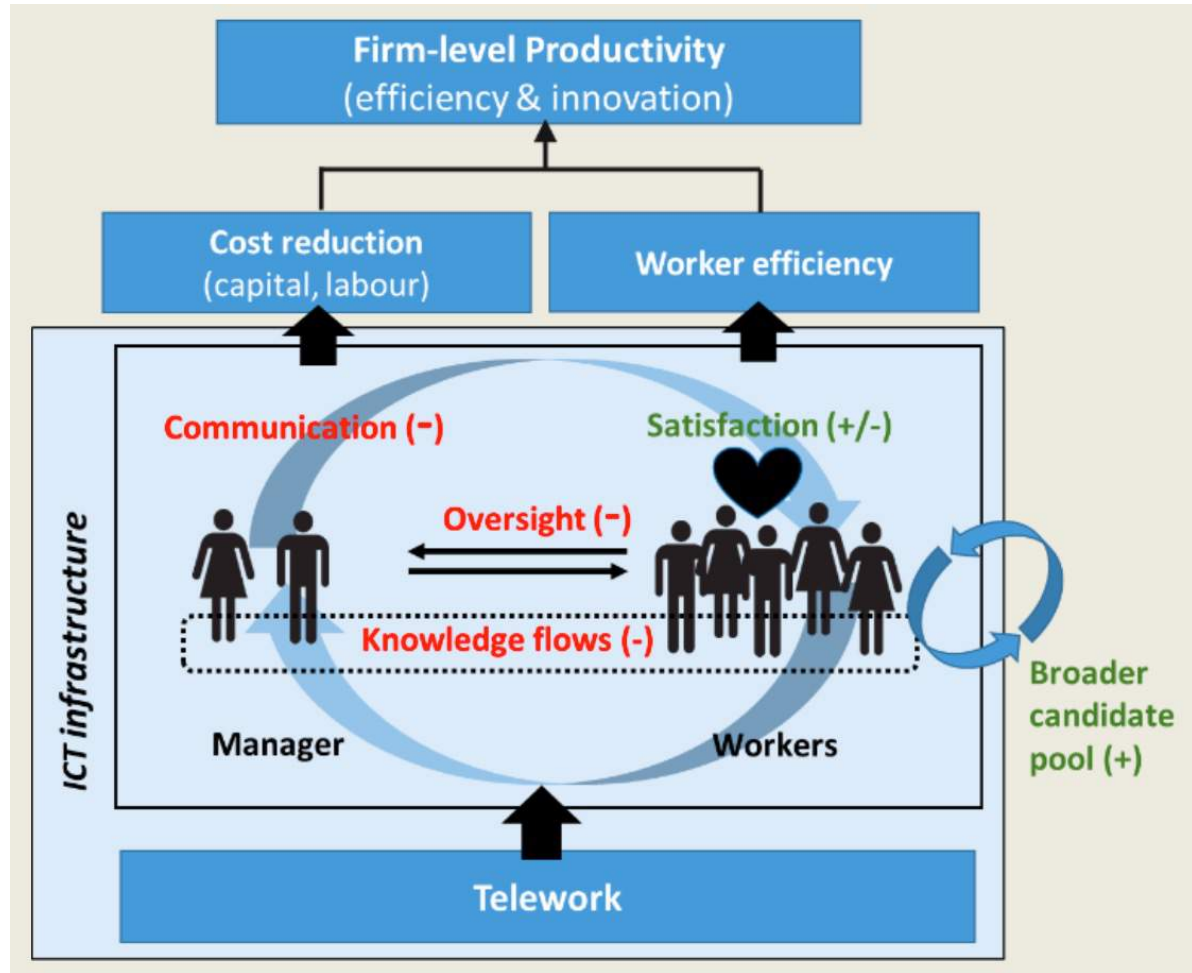 Firm-level Productivity
(efficiency & innovation)
Cost reduction
(capital, labour)
Worker efficiency
Communication (-)
Satisfaction (+/-)
Oversight (-)
Knowledge flows (-)
Manager
Workers
ICT infrastructure
Broader
candidate
pool (+)
Telework